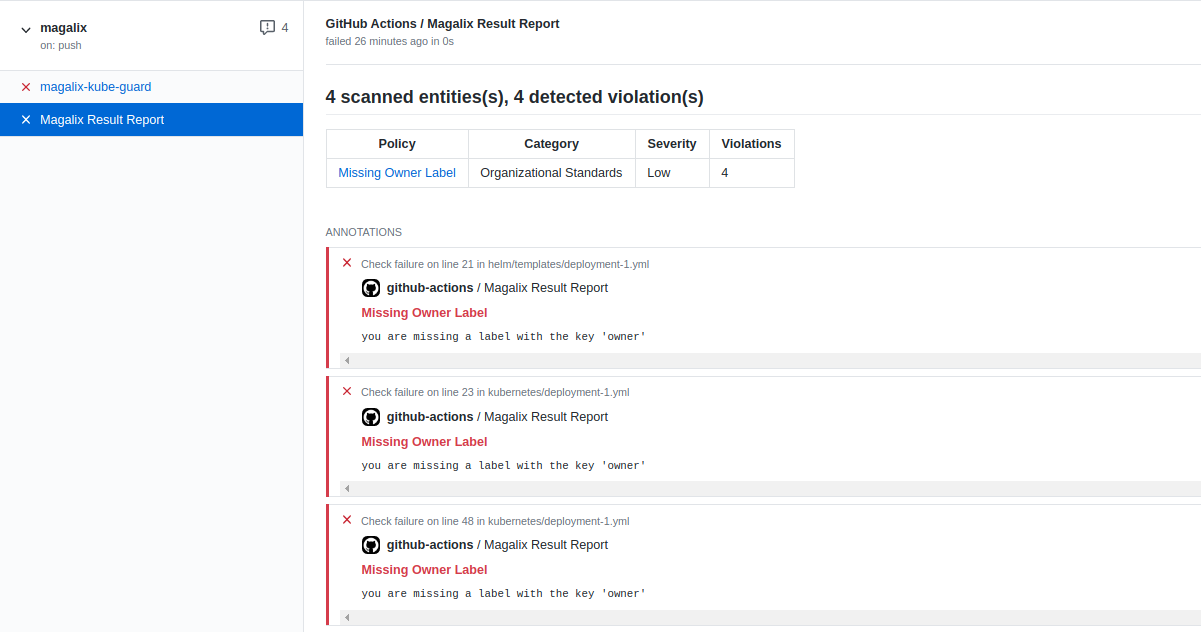 magalix 4
on: push
magalix-kube-guard
Magalix Result Report
GitHub Actions / Magalix Result Report
failed 26 minutes ago in 0s
4 scanned entities(s), 4 detected violation(s)
Policy Category Severity Violations
Missing Owner Label Organizational Standards Low 4
ANNOTATIONS
Check failure on line 21 in helm/templates/deployment-1.yml
github-actions / Magalix Result Report
Missing Owner Label
you are missing a label with the key 'owner'
Check failure on line 23 in kubernetes/deployment-1.yml
github-actions / Magalix Result Report
Missing Owner Label
you are missing a label with the key 'owner'
Check failure on line 48 in kubernetes/deployment-1.yml
github-actions / Magalix Result Report
Missing Owner Label
you are missing a label with the key 'owner'